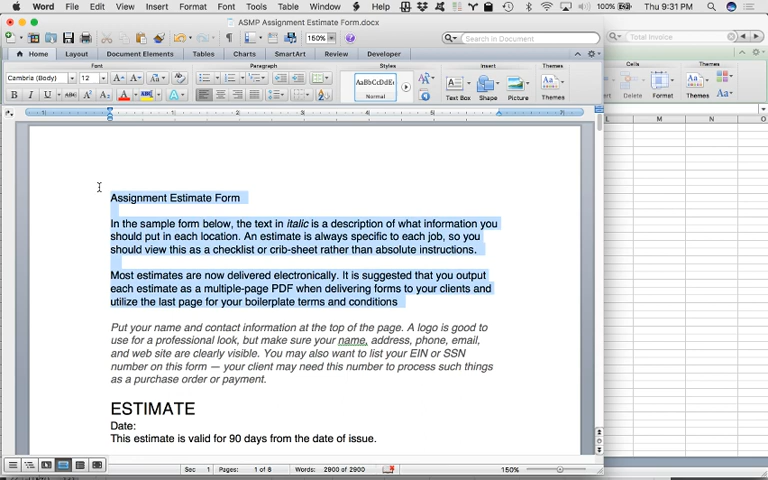 Word File Edit View Insert Format Font Tools Table Window Help 100% Thu 9:31 PM
ASMP Assignment Estimate Form.docx
150% Search in Document Total Invoice
Home Layout Document Elements Tables Charts SmartArt Review Developer
Font Paragraph Styles Insert Themes Cells Themes
Cambria (Body) 12 A A Aa AaBbCcDdE Aa
B I U ABC A A A ABC A Normal Text Box Shape Picture Themes Delete Format Themes Aa
L M N O
Assignment Estimate Form
In the sample form below, the text in italic is a description of what information you
should put in each location. An estimate is always specific to each job, so you
should view this as a checklist or crib-sheet rather than absolute instructions.
Most estimates are now delivered electronically. It is suggested that you output
each estimate as a multiple-page PDF when delivering forms to your clients and
utilize the last page for your boilerplate terms and conditions
Put your name and contact information at the top of the page. A logo is good to
use for a professional look, but make sure your name, address, phone, email,
and web site are clearly visible. You may also want to list your EIN or SSN
number on this form — your client may need this number to process such things
as a purchase order or payment.
ESTIMATE
Date:
This estimate is valid for 90 days from the date of issue.
Sec 1 Pages: 1 of 8 Words: 2900 of 2900 150%